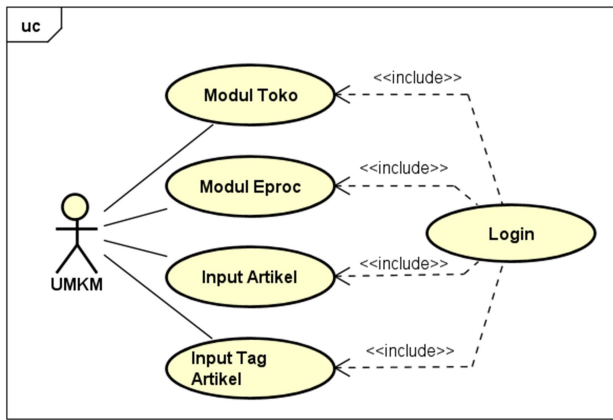 uc
<<include>>
Modul Toko
<<include>>
Modul Eproc
Login
<<include>>
Input Artikel
UMKM
<<include>>
Input Tag
Artikel